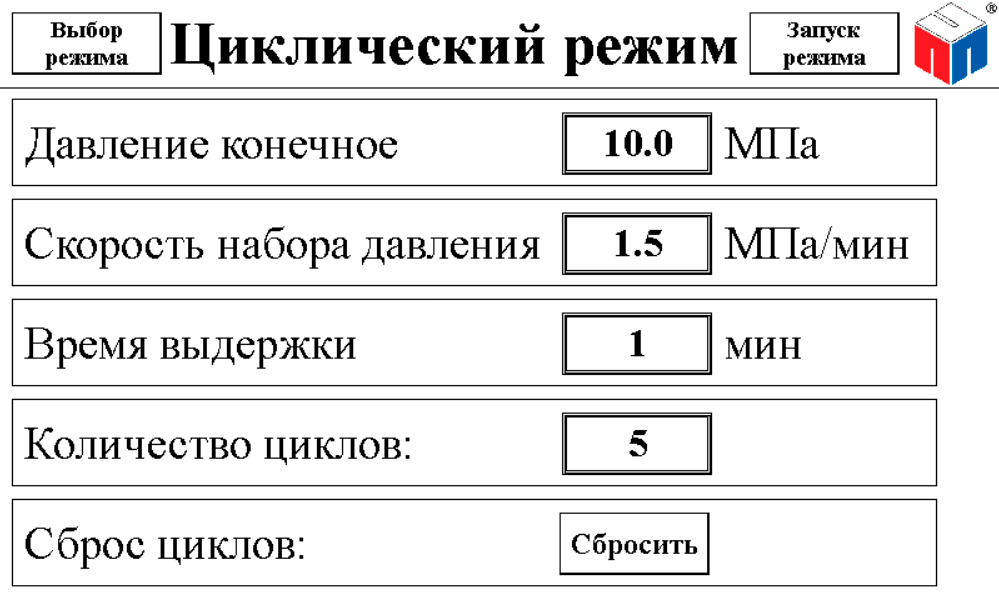 Выбор режима
Циклический режим
Запуск режима
®
Давление конечное 10.0 МПа
Скорость набора давления 1.5 МПа/мин
Время выдержки 1 мин
Количество циклов: 5
Сброс циклов: Сбросить